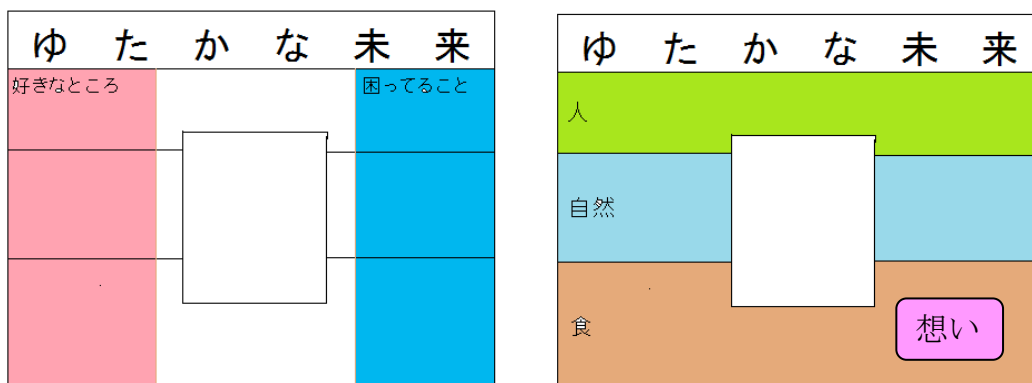 ゆたかな未来
好きなところ
困ってること
ゆたかな未来
人
自然
食
想い